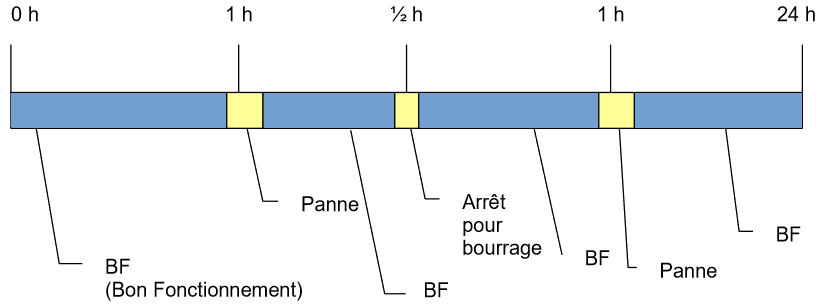 0 h
1 h
½ h
1 h
24 h
Panne
Arrêt
pour
bourrage
BF
BF
BF
(Bon Fonctionnement)
Panne
BF